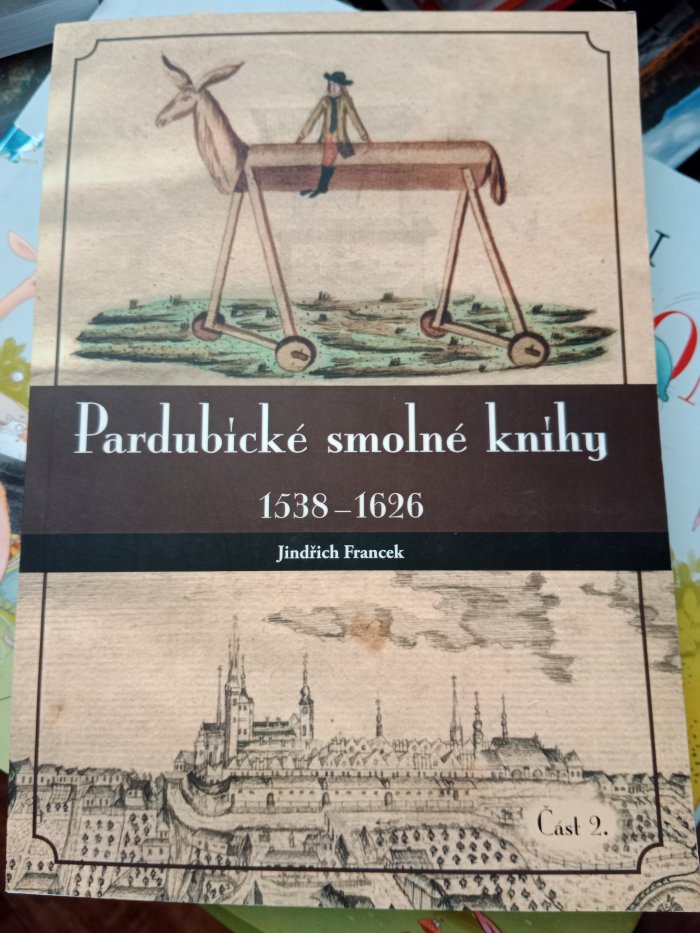 Pardubické smolné knihy
1538–1626
Jindřich Francek
Část 2.